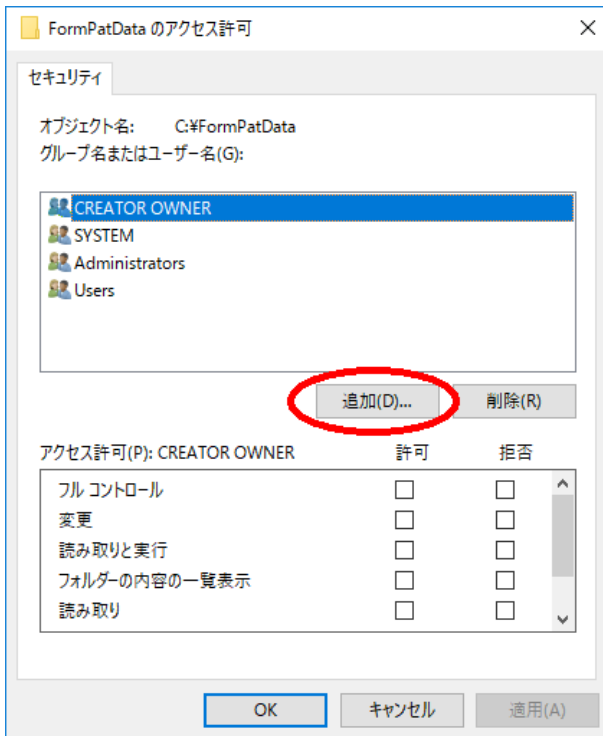 FormPatData のアクセス許可
セキュリティ
オブジェクト名: C:¥FormPatData
グループ名またはユーザー名(G):
CREATOR OWNER
SYSTEM
Administrators
Users
追加(D)... 削除(R)
アクセス許可(P): CREATOR OWNER 許可 拒否
フル コントロール
変更
読み取りと実行
フォルダーの内容の一覧表示
読み取り
OK キャンセル 適用(A)